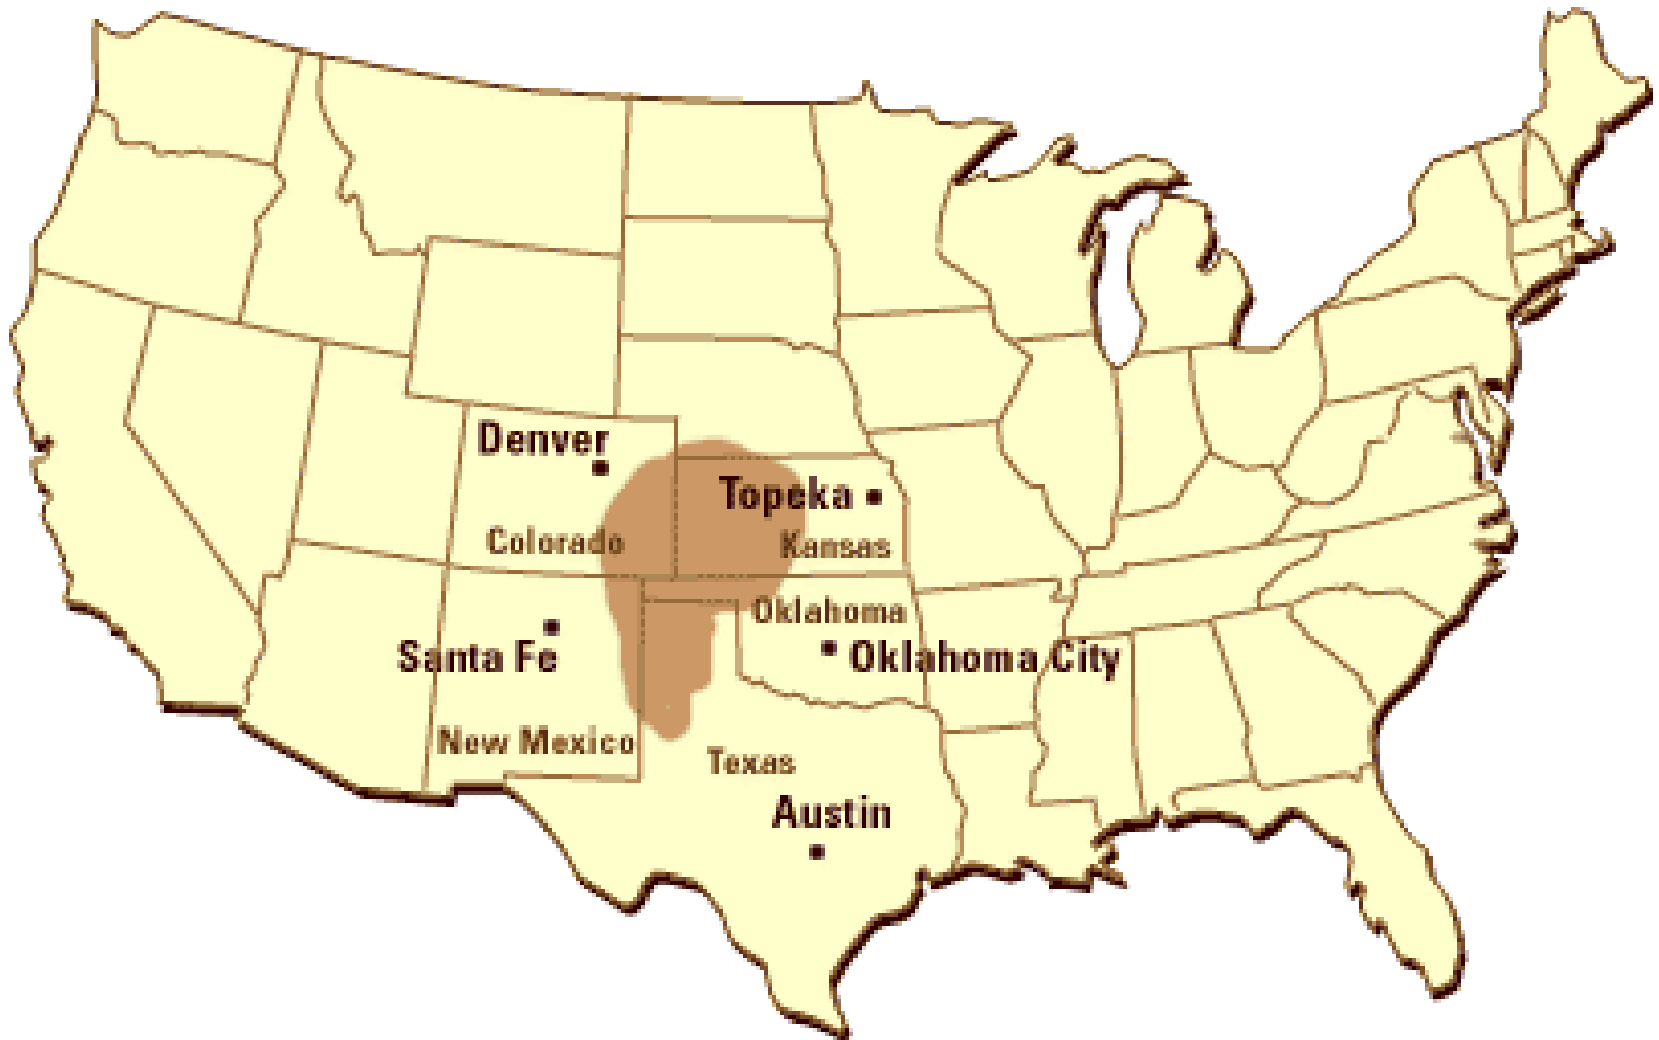 Denver
Topeka
Colorado
Kansas
Oklahoma
Santa Fe
Oklahoma City
New Mexico
Texas
Austin